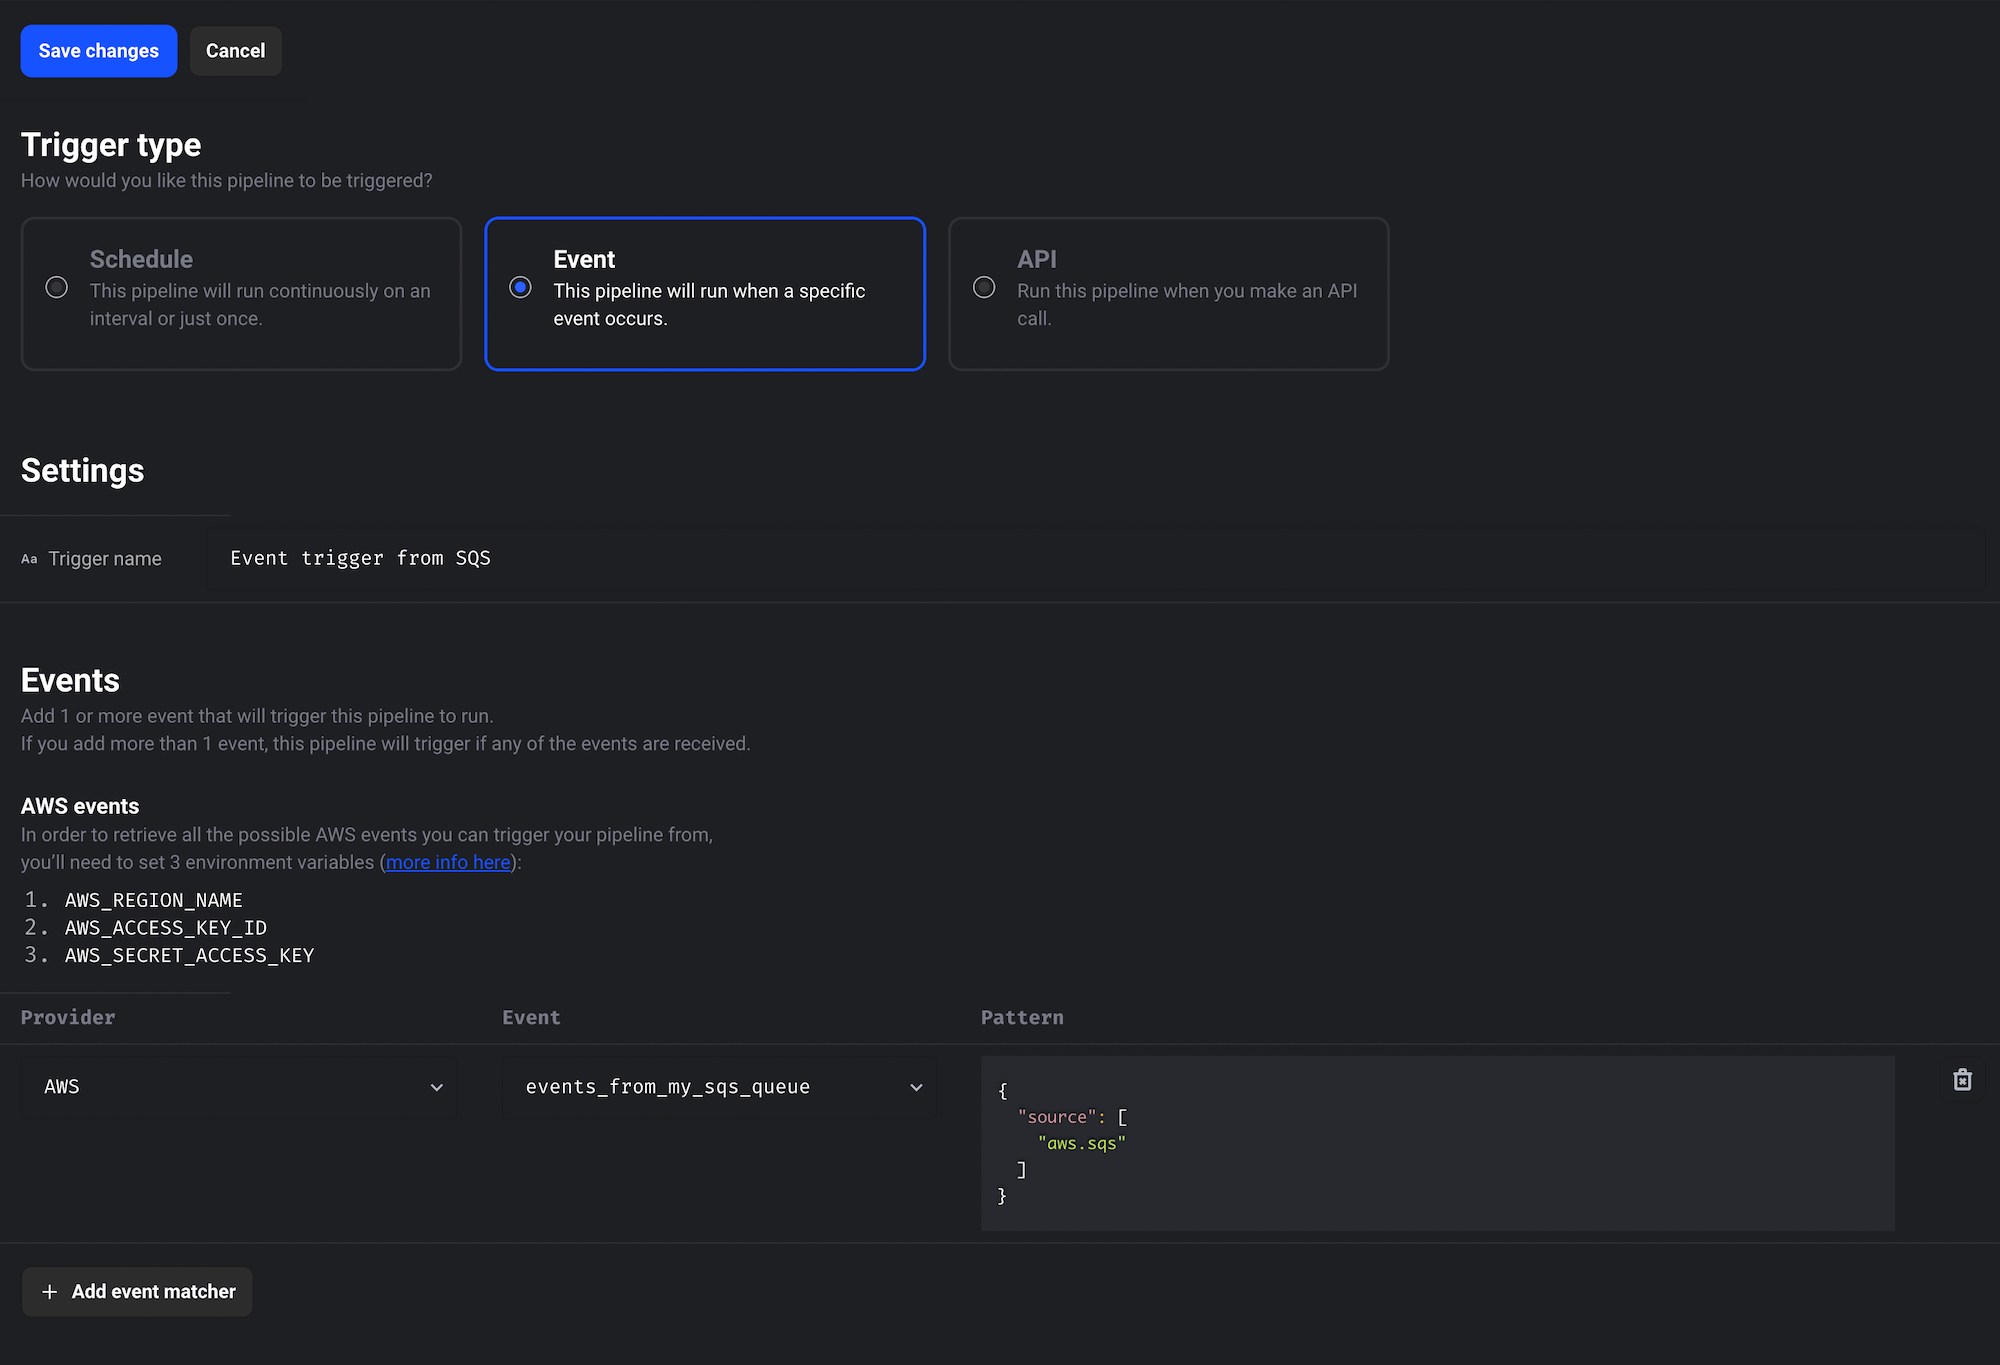 Save changes
Cancel
Trigger type
How would you like this pipeline to be triggered?
Schedule
This pipeline will run continuously on an
interval or just once.
Event
This pipeline will run when a specific
event occurs.
API
Run this pipeline when you make an API
call.
Settings
Aa Trigger name
Event trigger from SQS
Events
Add 1 or more event that will trigger this pipeline to run.
If you add more than 1 event, this pipeline will trigger if any of the events are received.
AWS events
In order to retrieve all the possible AWS events you can trigger your pipeline from,
you’ll need to set 3 environment variables (more info here):
1. AWS_REGION_NAME
2. AWS_ACCESS_KEY_ID
3. AWS_SECRET_ACCESS_KEY
Provider
Event
Pattern
AWS
events_from_my_sqs_queue
{
"source": [
"aws.sqs"
]
}
+ Add event matcher